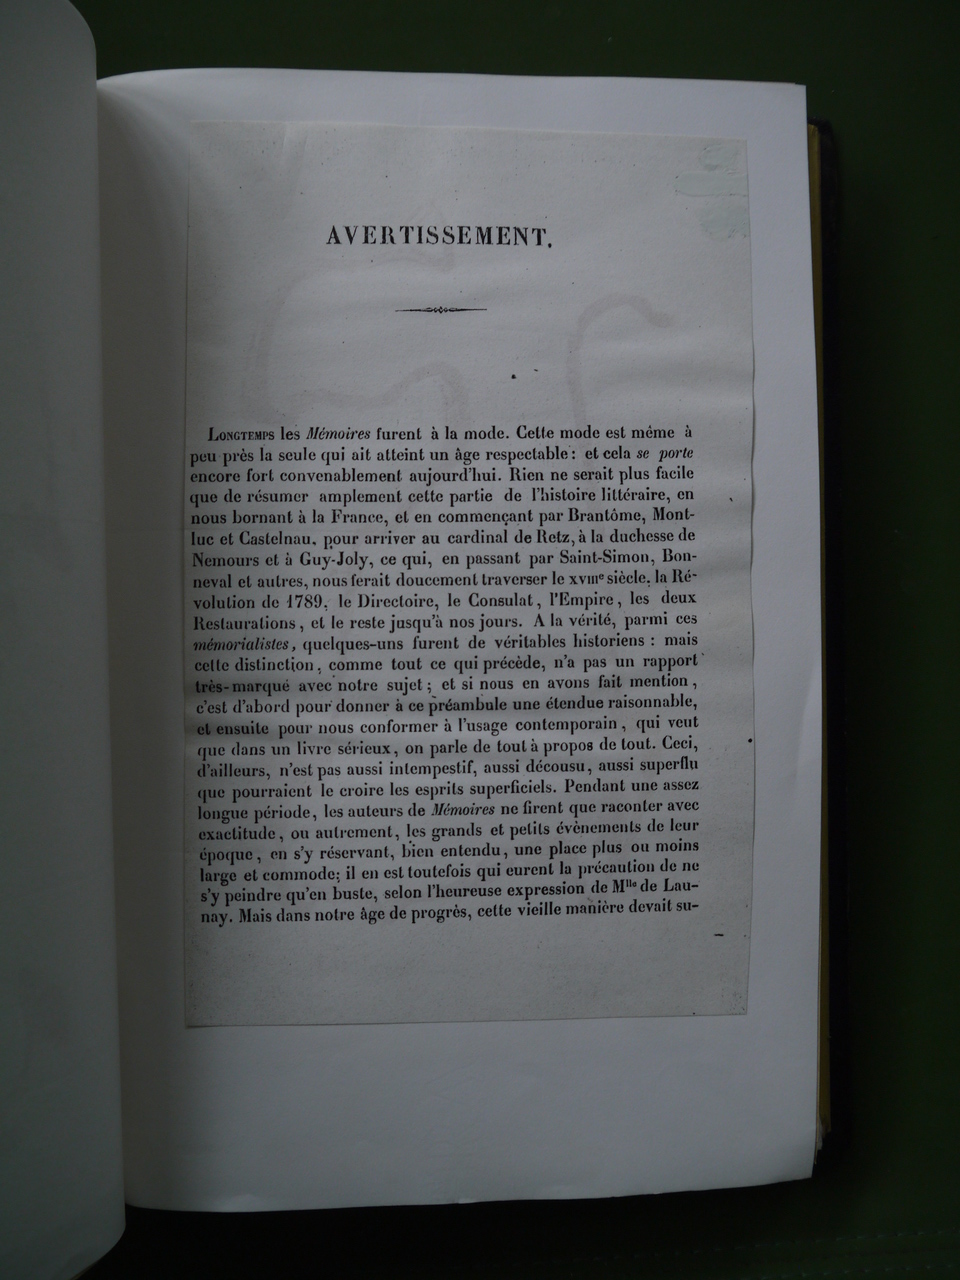 AVERTISSEMENT.
Longtemps les Mémoires furent à la mode. Cette mode est même à
peu près la seule qui ait atteint un âge respectable : et cela se porte
encore fort convenablement aujourd'hui. Rien ne serait plus facile
que de résumer amplement cette partie de l'histoire littéraire, en
nous bornant à la France, et en commençant par Brantôme, Mont-
luc et Castelnau, pour arriver au cardinal de Retz, à la duchesse de
Nemours et à Guy-Joly, ce qui, en passant par Saint-Simon, Bon-
neval et autres, nous ferait doucement traverser le XVIIIe siècle, la Ré-
volution de 1789, le Directoire, le Consulat, l'Empire, les deux
Restaurations, et le reste jusqu'à nos jours. A la vérité, parmi ces
mémorialistes, quelques-uns furent de véritables historiens : mais
cette distinction, comme tout ce qui précède, n'a pas un rapport
très-marqué avec notre sujet ; et si nous en avons fait mention,
c'est d'abord pour donner à ce préambule une étendue raisonnable,
et ensuite pour nous conformer à l'usage contemporain, qui veut
que dans un livre sérieux, on parle de tout à propos de tout. Ceci,
d'ailleurs, n'est pas aussi intempestif, aussi décousu, aussi superflu
que pourraient le croire les esprits superficiels. Pendant une assez
longue période, les auteurs de Mémoires ne firent que raconter avec
exactitude, ou autrement, les grands et petits évènements de leur
époque, en s'y réservant, bien entendu, une place plus ou moins
large et commode; il en est toutefois qui eurent la précaution de ne
s'y peindre qu'en buste, selon l'heureuse expression de Mlle de Lau-
nay. Mais dans notre âge de progrès, cette vieille manière devait su-